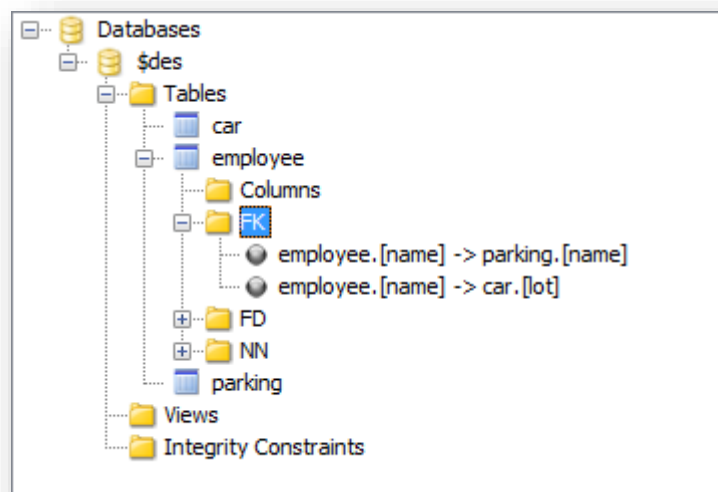 Databases
$des
Tables
car
employee
Columns
FK
employee.[name] -> parking.[name]
employee.[name] -> car.[lot]
FD
NN
parking
Views
Integrity Constraints